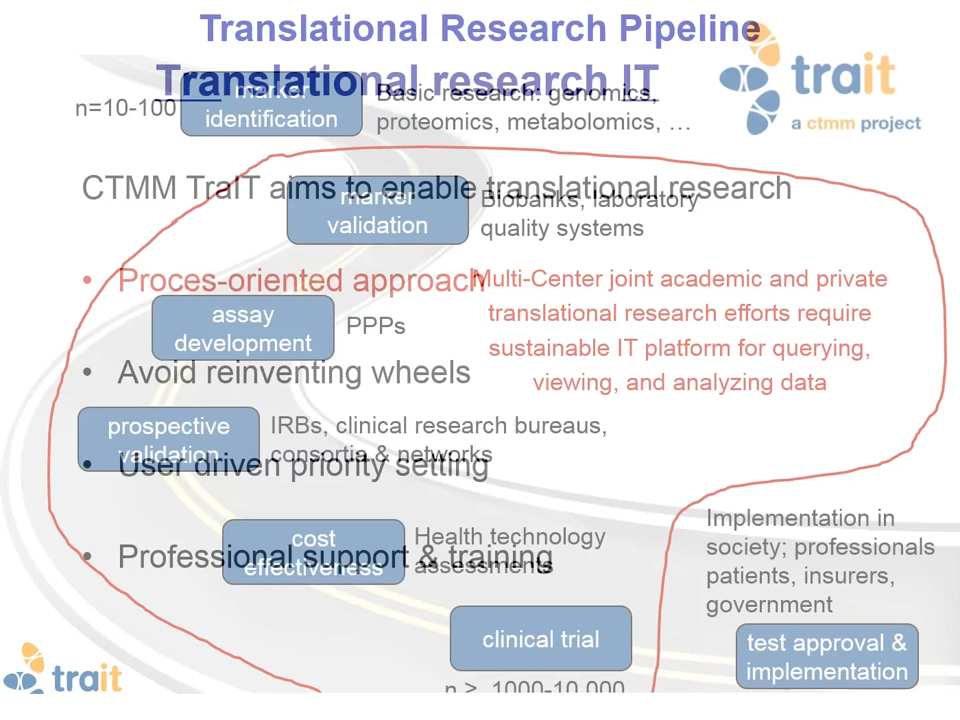 Translational Research Pipeline
Translational research IT
trait
a ctmm project
n=10-100
marker
identification
Basic research: genomics,
proteomics, metabolomics, …
CTMM TraIT aims to enable translational research
marker
validation
Biobanks, laboratory
quality systems
• Proces-oriented approach
Multi-Center joint academic and private
translational research efforts require
sustainable IT platform for querying,
viewing, and analyzing data
assay
development
PPPs
• Avoid reinventing wheels
prospective
validation
IRBs, clinical research bureaus,
consortia & networks
• User driven priority setting
cost
effectiveness
Health technology
assessments
• Professional support & training
Implementation in
society; professionals
patients, insurers,
government
clinical trial
test approval &
implementation
n ≥ 1000-10.000
trait